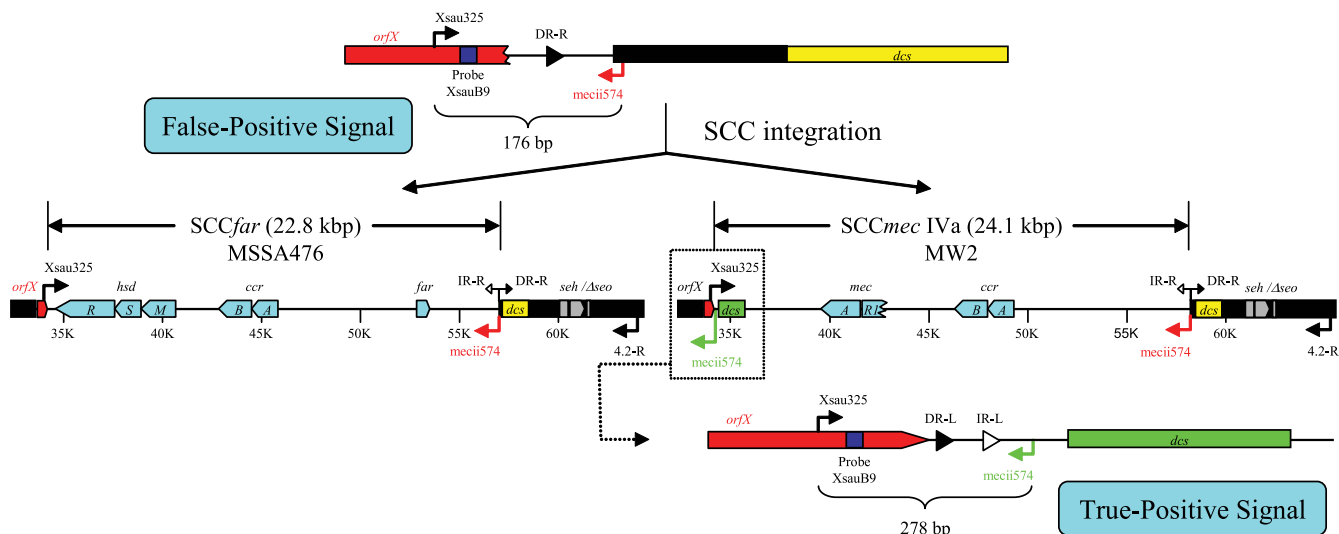 Xsau325
orfX
DR-R
dcs
Probe
XsauB9
mecii574
False-Positive Signal
176 bp
SCC integration
SCCfar (22.8 kbp)
MSSA476
SCCmec IVa (24.1 kbp)
MW2
orfX
Xsau325
hsd
ccr
far
IR-R
DR-R
seh /Δseo
R
S
M
B
A
dcs
35K
40K
45K
50K
55K
60K
mecii574
4.2-R
orfX
Xsau325
mec
ccr
IR-R
DR-R
seh /Δseo
dcs
A
R1
B
A
dcs
35K
40K
45K
50K
55K
60K
mecii574
mecii574
4.2-R
orfX
Xsau325
DR-L
IR-L
dcs
Probe
XsauB9
mecii574
278 bp
True-Positive Signal